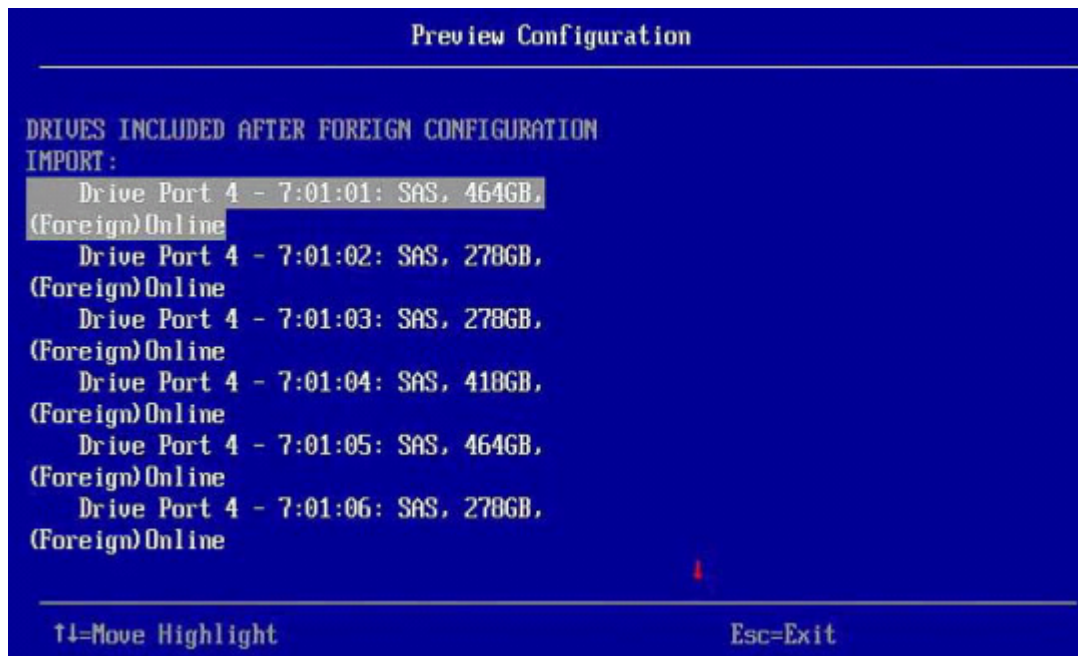 Preview Configuration
DRIVES INCLUDED AFTER FOREIGN CONFIGURATION
IMPORT:
Drive Port 4 - 7:01:01: SAS, 464GB,
(Foreign)Online
Drive Port 4 - 7:01:02: SAS, 278GB,
(Foreign)Online
Drive Port 4 - 7:01:03: SAS, 278GB,
(Foreign)Online
Drive Port 4 - 7:01:04: SAS, 418GB,
(Foreign)Online
Drive Port 4 - 7:01:05: SAS, 464GB,
(Foreign)Online
Drive Port 4 - 7:01:06: SAS, 278GB,
(Foreign)Online
↓
↑↓=Move Highlight Esc=Exit